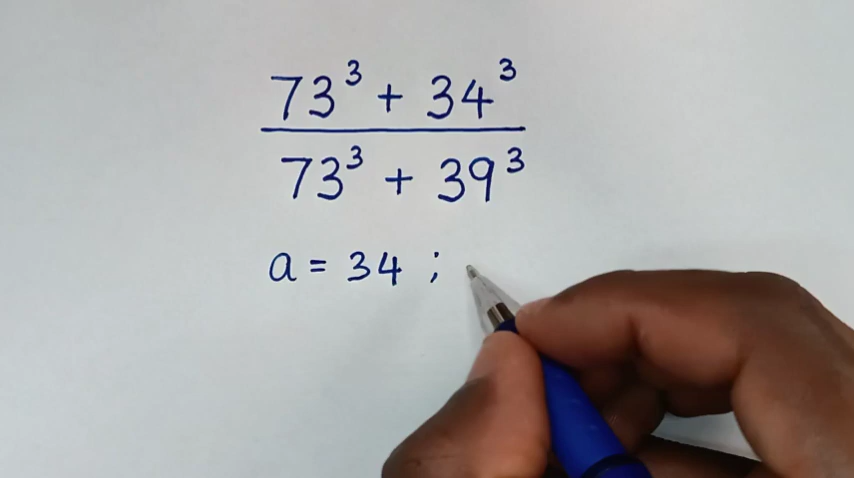 73³ + 34³
73³ + 39³
a = 34 ;